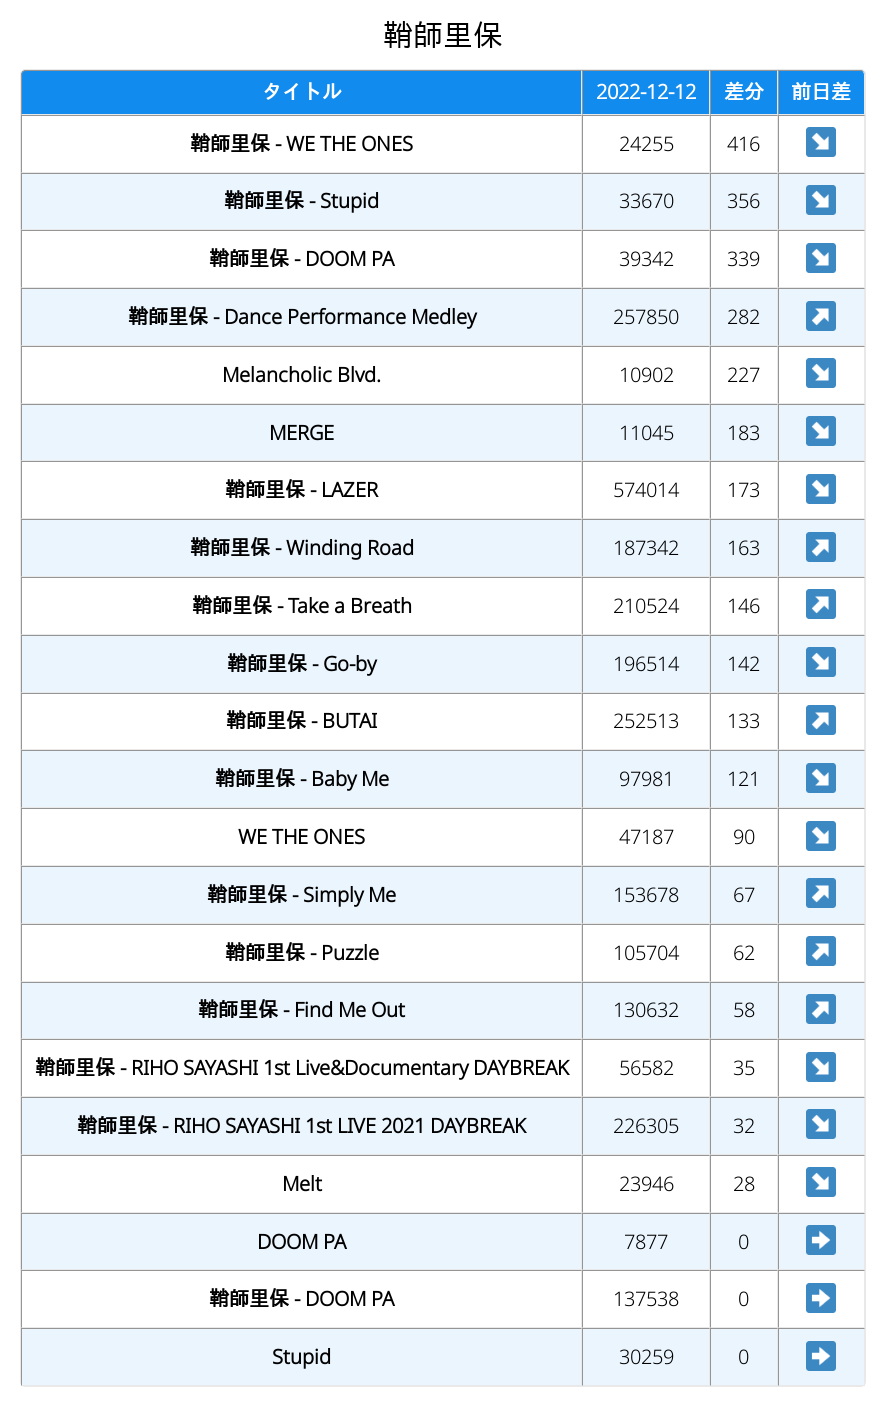 鞘師里保
タイトル 2022-12-12 差分 前日差
鞘師里保 - WE THE ONES 24255 416
鞘師里保 - Stupid 33670 356
鞘師里保 - DOOM PA 39342 339
鞘師里保 - Dance Performance Medley 257850 282
Melancholic Blvd. 10902 227
MERGE 11045 183
鞘師里保 - LAZER 574014 173
鞘師里保 - Winding Road 187342 163
鞘師里保 - Take a Breath 210524 146
鞘師里保 - Go-by 196514 142
鞘師里保 - BUTAI 252513 133
鞘師里保 - Baby Me 97981 121
WE THE ONES 47187 90
鞘師里保 - Simply Me 153678 67
鞘師里保 - Puzzle 105704 62
鞘師里保 - Find Me Out 130632 58
鞘師里保 - RIHO SAYASHI 1st Live&Documentary DAYBREAK 56582 35
鞘師里保 - RIHO SAYASHI 1st LIVE 2021 DAYBREAK 226305 32
Melt 23946 28
DOOM PA 7877 0
鞘師里保 - DOOM PA 137538 0
Stupid 30259 0